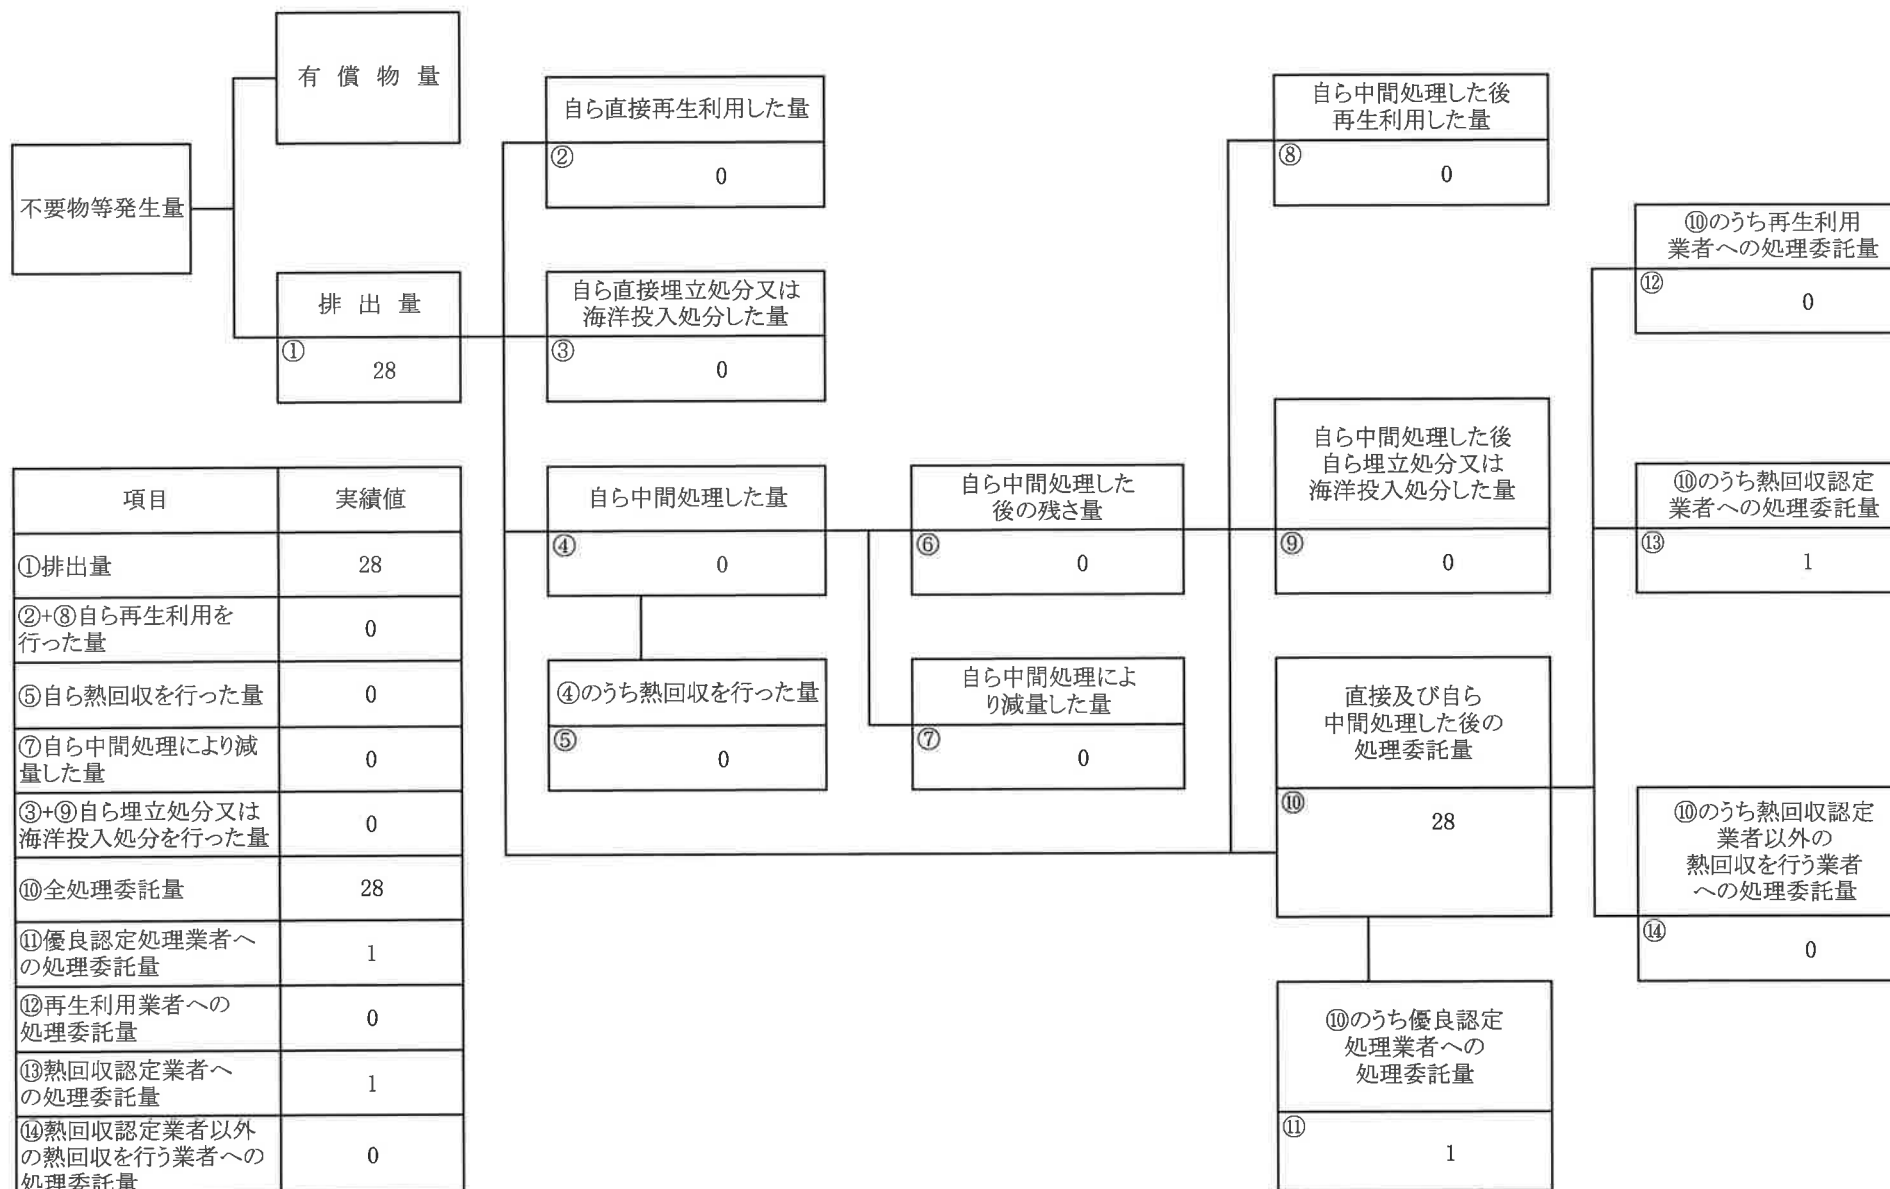 有償物量
不要物等発生量
排出量
①
28
自ら直接再生利用した量
②
0
自ら直接埋立処分又は
海洋投入処分した量
③
0
自ら中間処理した量
④
0
④のうち熱回収を行った量
⑤
0
自ら中間処理した
後の残さ量
⑥
0
自ら中間処理によ
り減量した量
⑦
0
自ら中間処理した後
再生利用した量
⑧
0
自ら中間処理した後
自ら埋立処分又は
海洋投入処分した量
⑨
0
直接及び自ら
中間処理した後の
処理委託量
⑩
28
⑩のうち優良認定
処理業者への
処理委託量
⑪
1
⑩のうち再生利用
業者への処理委託量
⑫
0
⑩のうち熱回収認定
業者への処理委託量
⑬
1
⑩のうち熱回収認定
業者以外の
熱回収を行う業者
への処理委託量
⑭
0
項目 実績値
①排出量 28
②+⑧自ら再生利用を
行った量 0
⑤自ら熱回収を行った量 0
⑦自ら中間処理により減
量した量 0
③+⑨自ら埋立処分又は
海洋投入処分を行った量 0
⑩全処理委託量 28
⑪優良認定処理業者へ
の処理委託量 1
⑫再生利用業者への
処理委託量 0
⑬熱回収認定業者へ
の処理委託量 1
⑭熱回収認定業者以外
の熱回収を行う業者への 0
処理委託量